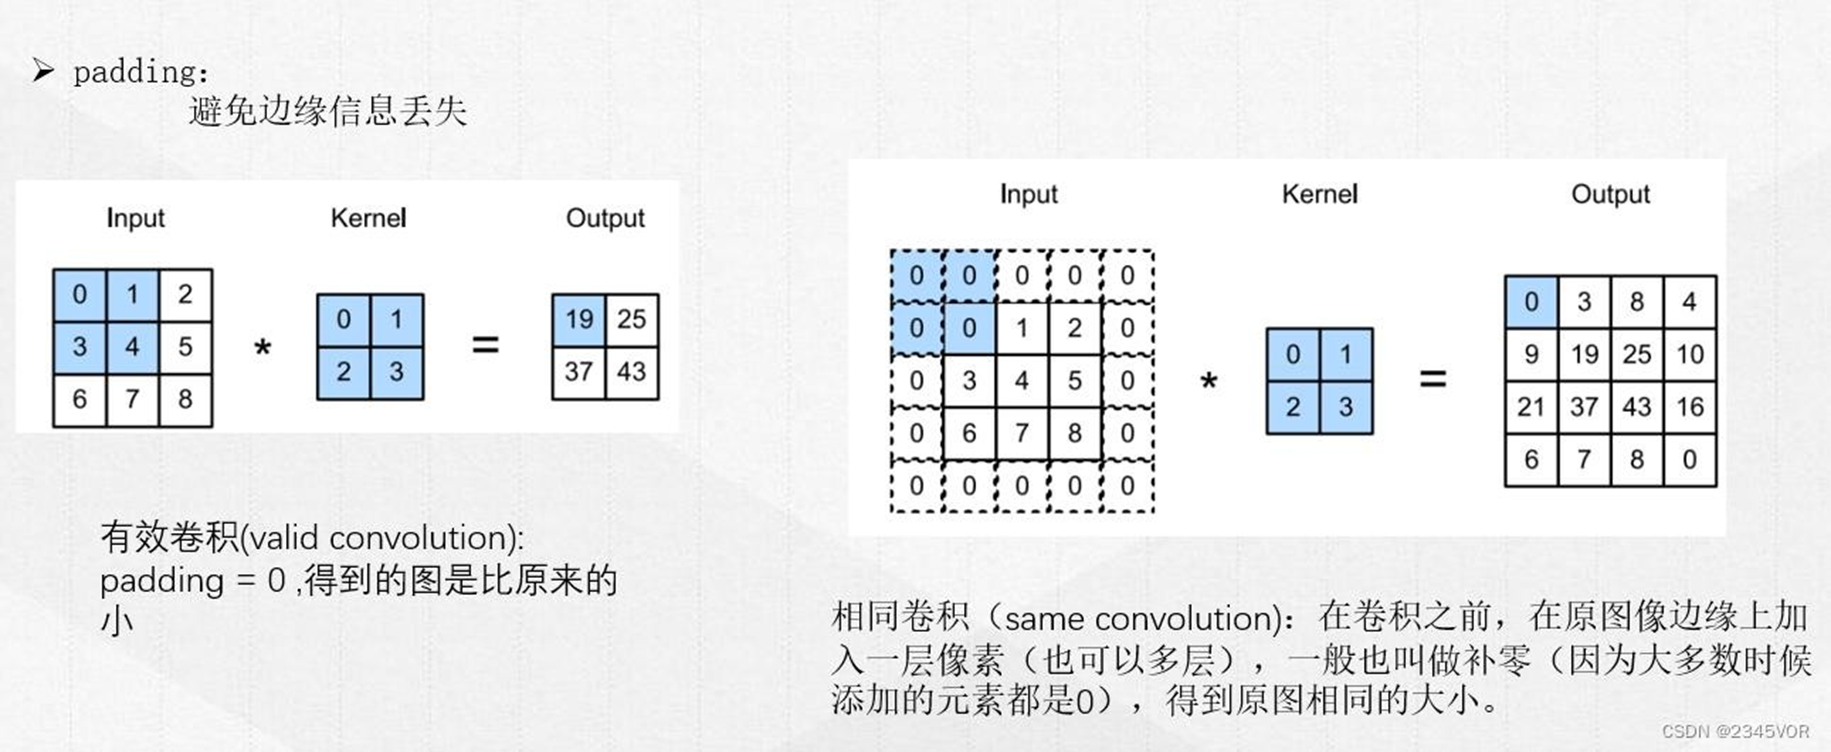 padding:
避免边缘信息丢失
Input Kernel Output
0 1 2
3 4 5
6 7 8
*
0 1
2 3
=
19 25
37 43
有效卷积(valid convolution):
padding = 0 ,得到的图是比原来的
小
Input Kernel Output
0 0 0 0 0
0 0 1 2 0
0 3 4 5 0
0 6 7 8 0
0 0 0 0 0
*
0 1
2 3
=
0 3 8 4
9 19 25 10
21 37 43 16
6 7 8 0
相同卷积（same convolution)：在卷积之前，在原图像边缘上加
入一层像素（也可以多层），一般也叫做补零（因为大多数时候
添加的元素都是0），得到原图相同的大小。
CSDN @2345VOR